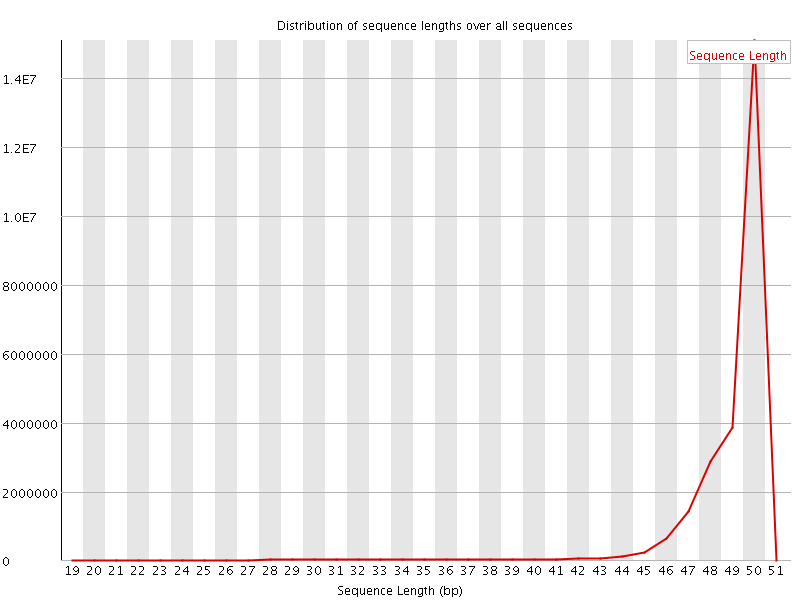 Distribution of sequence lengths over all sequences
Sequence Length
1.4E7
1.2E7
1.0E7
8000000
6000000
4000000
2000000
0
19 20 21 22 23 24 25 26 27 28 29 30 31 32 33 34 35 36 37 38 39 40 41 42 43 44 45 46 47 48 49 50 51
Sequence Length (bp)